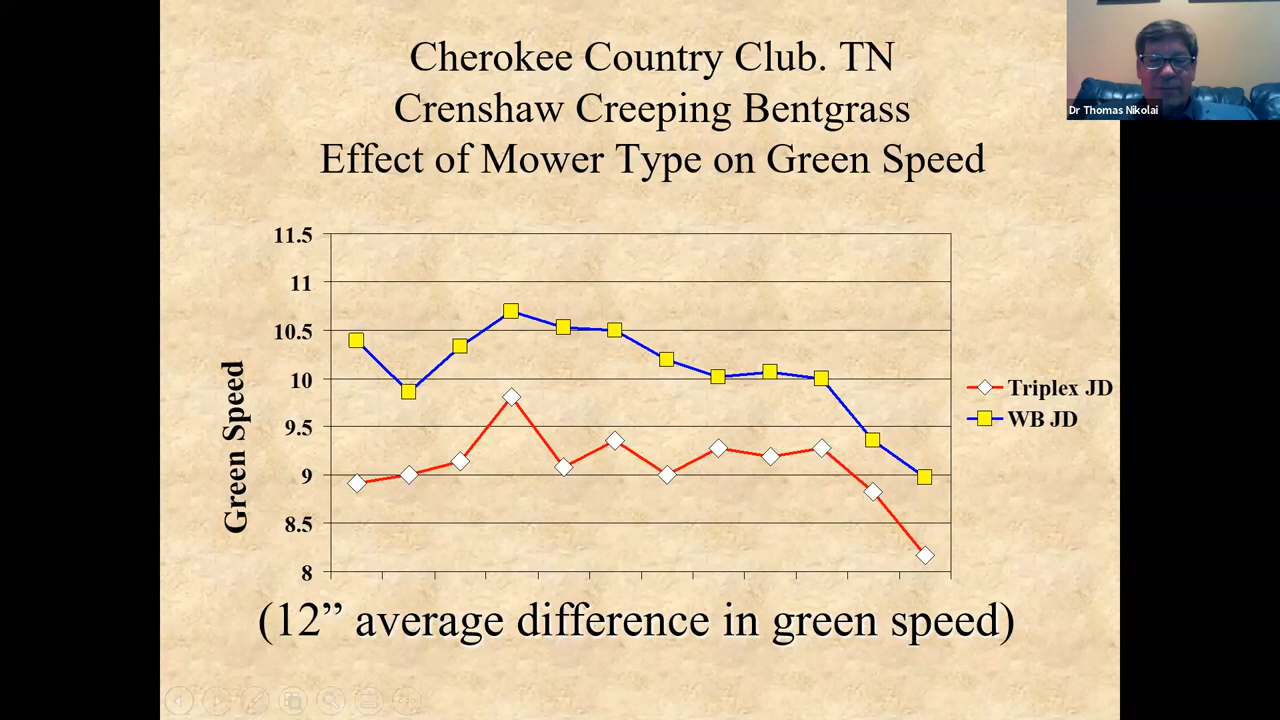 Cherokee Country Club. TN
Crenshaw Creeping Bentgrass
Effect of Mower Type on Green Speed
Dr Thomas Nikolai
Green Speed
11.5
11
10.5
10
9.5
9
8.5
8
Triplex JD
WB JD
(12” average difference in green speed)